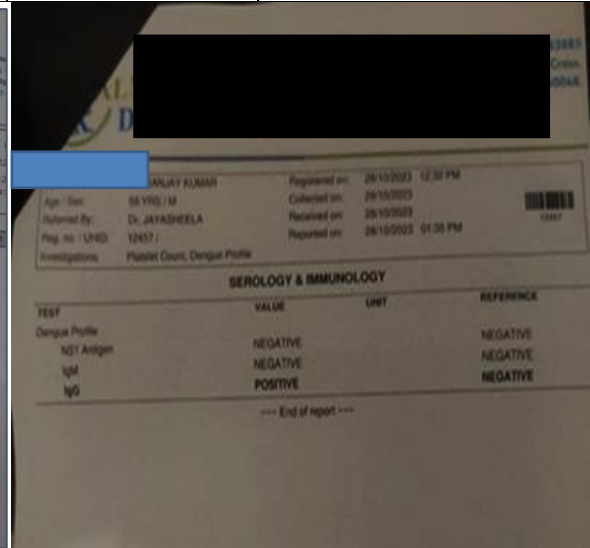 ANJAY KUMAR Registered on: 28/10/2023 12:32 PM
Age / Sex: 58 YRS / M Collected on: 28/10/2023
Referred By: Dr. JAYASHEELA Received on: 28/10/2023
Reg. no. / UHID: 12457 / Reported on: 28/10/2023 01:35 PM
12457
Investigations: Platelet Count, Dengue Profile
SEROLOGY & IMMUNOLOGY
TEST VALUE UNIT REFERENCE
Dengue Profile
NS1 Antigen NEGATIVE NEGATIVE
IgM NEGATIVE NEGATIVE
IgG POSITIVE NEGATIVE
---- End of report ----